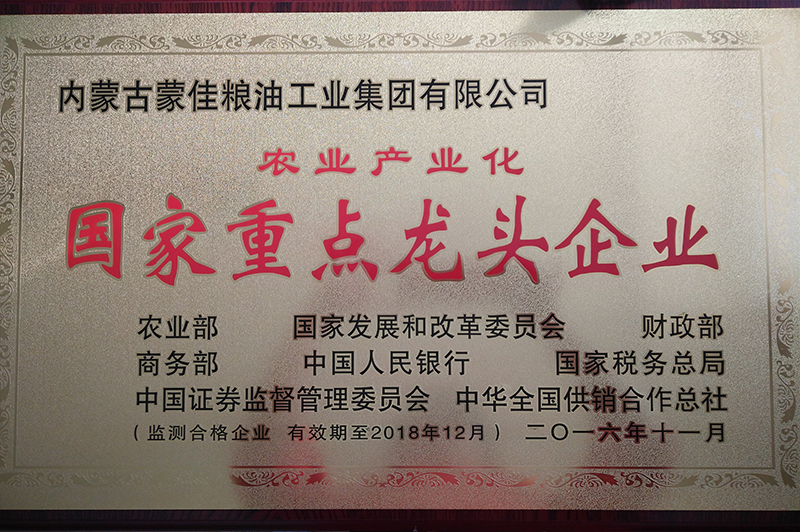 内蒙古蒙佳粮油工业集团有限公司
农业产业化
国家重点龙头企业
农业部 国家发展和改革委员会 财政部
商务部 中国人民银行 国家税务总局
中国证券监督管理委员会 中华全国供销合作总社
（监测合格企业 有效期至2018年12月） 二〇一六年十一月